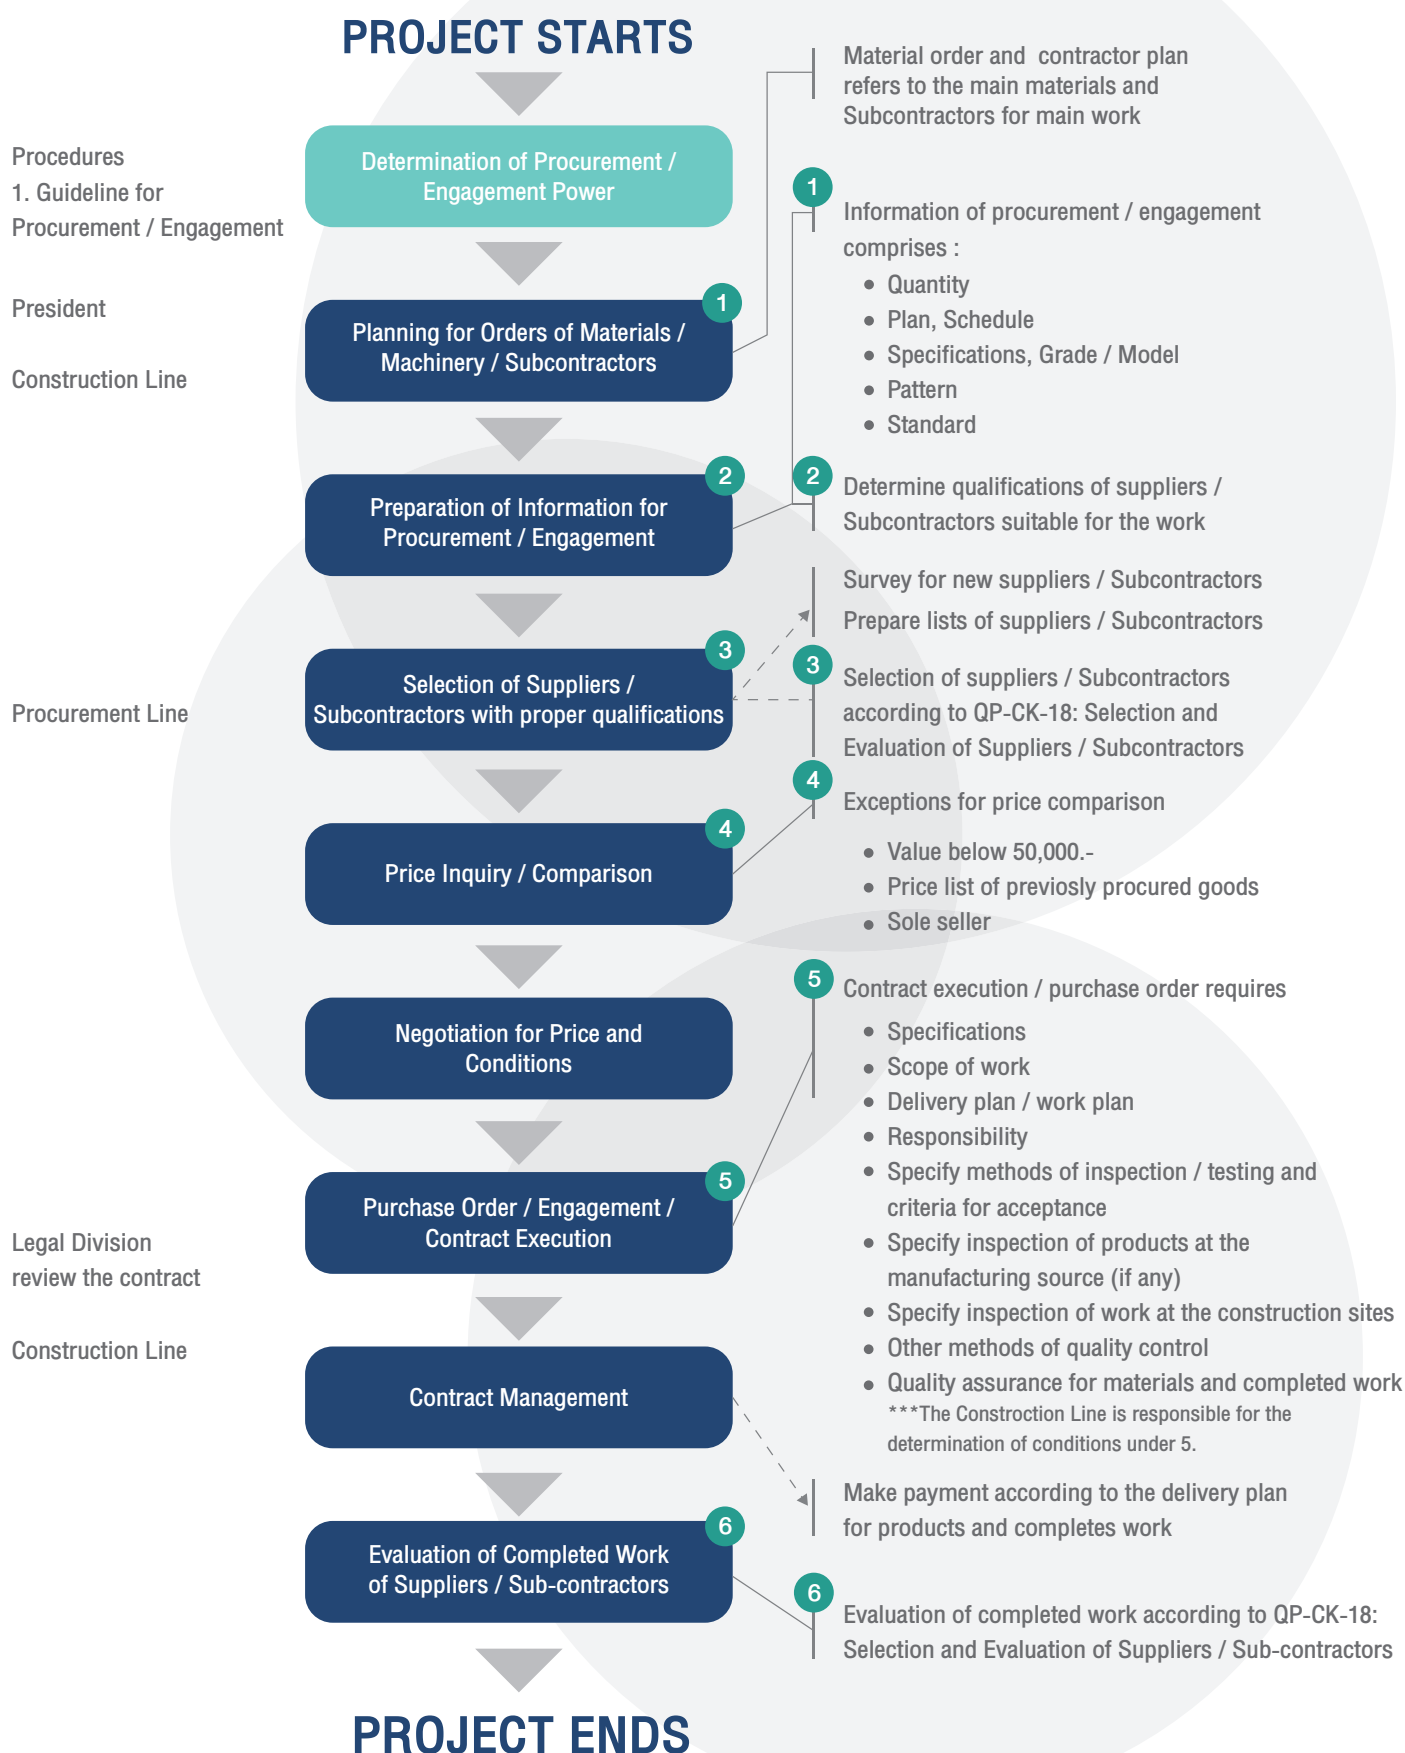 PROJECT STARTS
Procedures
1. Guideline for
Procurement / Engagement
President
Construction Line
Procurement Line
Legal Division
review the contract
Construction Line
Determination of Procurement /
Engagement Power
1
Planning for Orders of Materials /
Machinery / Subcontractors
2
Preparation of Information for
Procurement / Engagement
3
Selection of Suppliers /
Subcontractors with proper qualifications
4
Price Inquiry / Comparison
Negotiation for Price and
Conditions
5
Purchase Order / Engagement /
Contract Execution
Contract Management
6
Evaluation of Completed Work
of Suppliers / Sub-contractors
Material order and contractor plan
refers to the main materials and
Subcontractors for main work
1
Information of procurement / engagement
comprises :
• Quantity
• Plan, Schedule
• Specifications, Grade / Model
• Pattern
• Standard
2
Determine qualifications of suppliers /
Subcontractors suitable for the work
Survey for new suppliers / Subcontractors
Prepare lists of suppliers / Subcontractors
3
Selection of suppliers / Subcontractors
according to QP-CK-18: Selection and
Evaluation of Suppliers / Subcontractors
4
Exceptions for price comparison
• Value below 50,000.-
• Price list of previosly procured goods
• Sole seller
5
Contract execution / purchase order requires
• Specifications
• Scope of work
• Delivery plan / work plan
• Responsibility
• Specify methods of inspection / testing and
criteria for acceptance
• Specify inspection of products at the
manufacturing source (if any)
• Specify inspection of work at the construction sites
• Other methods of quality control
• Quality assurance for materials and completed work
***The Constroction Line is responsible for the
determination of conditions under 5.
Make payment according to the delivery plan
for products and completes work
6
Evaluation of completed work according to QP-CK-18:
Selection and Evaluation of Suppliers / Sub-contractors
PROJECT ENDS